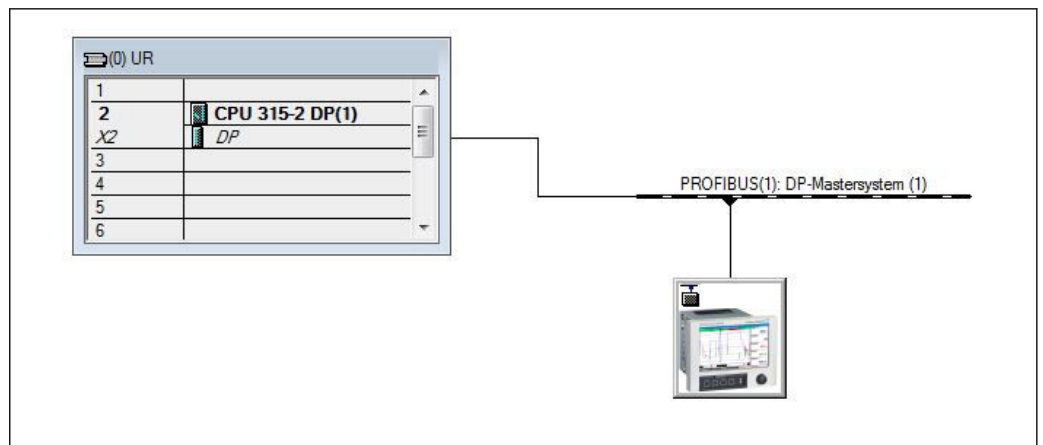 (0) UR
1
2 CPU 315-2 DP(1)
X2 DP
3
4
5
6
PROFIBUS(1): DP-Mastersystem (1)